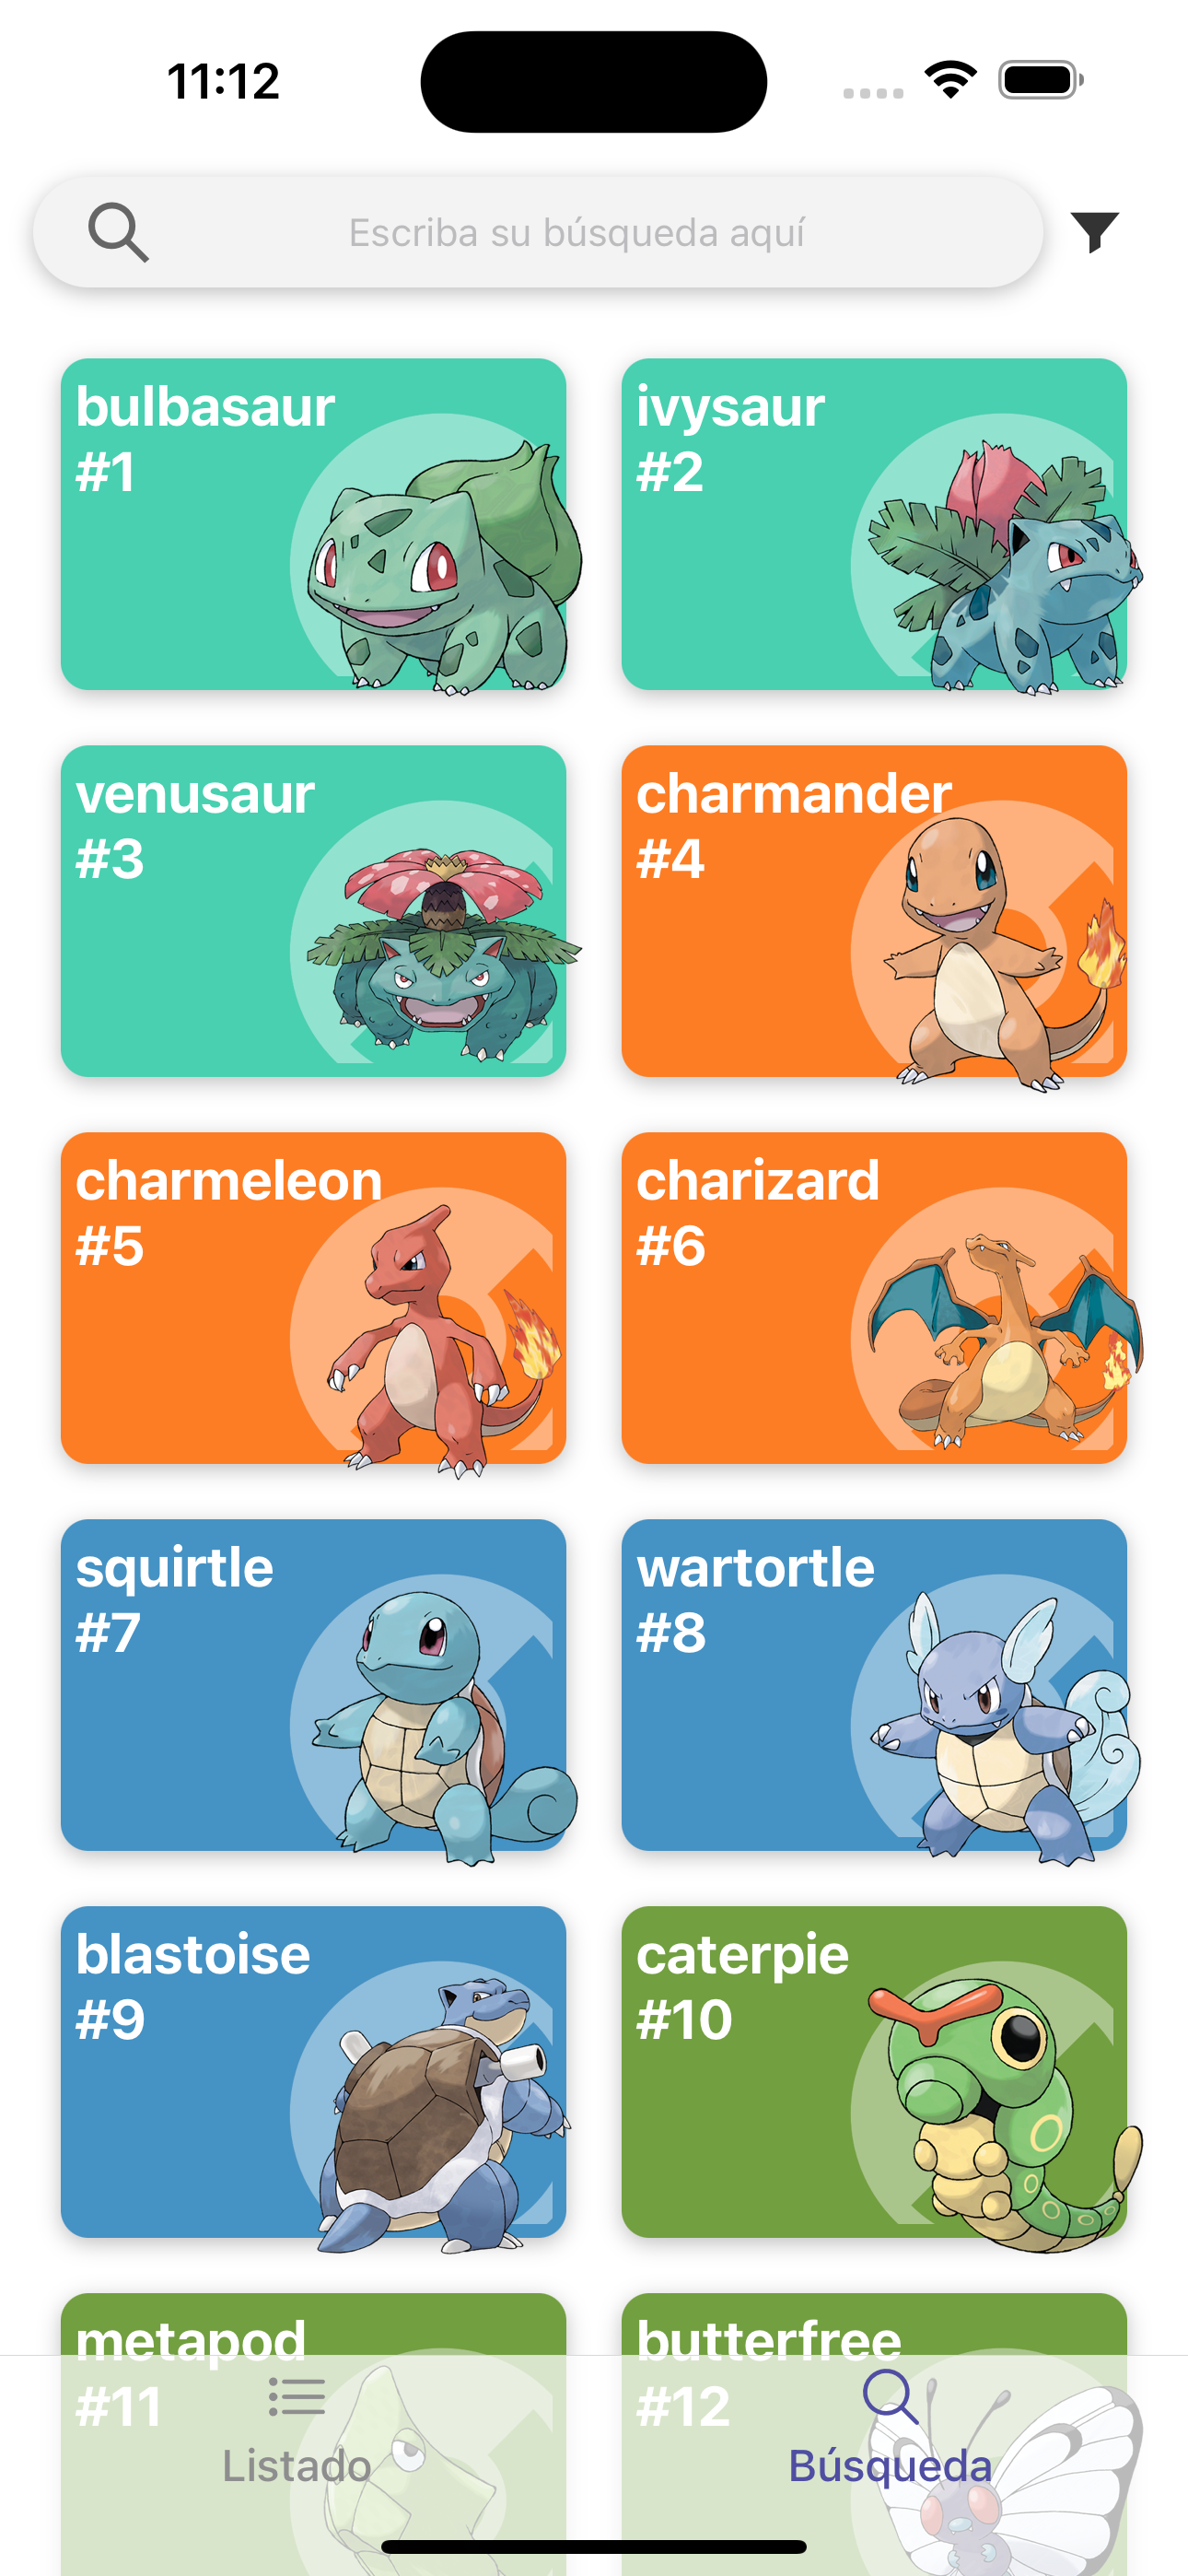 11:12
Escriba su búsqueda aquí
bulbasaur
#1
ivysaur
#2
venusaur
#3
charmander
#4
charmeleon
#5
charizard
#6
squirtle
#7
wartortle
#8
blastoise
#9
caterpie
#10
metapod
#11
butterfree
#12
Listado
Búsqueda